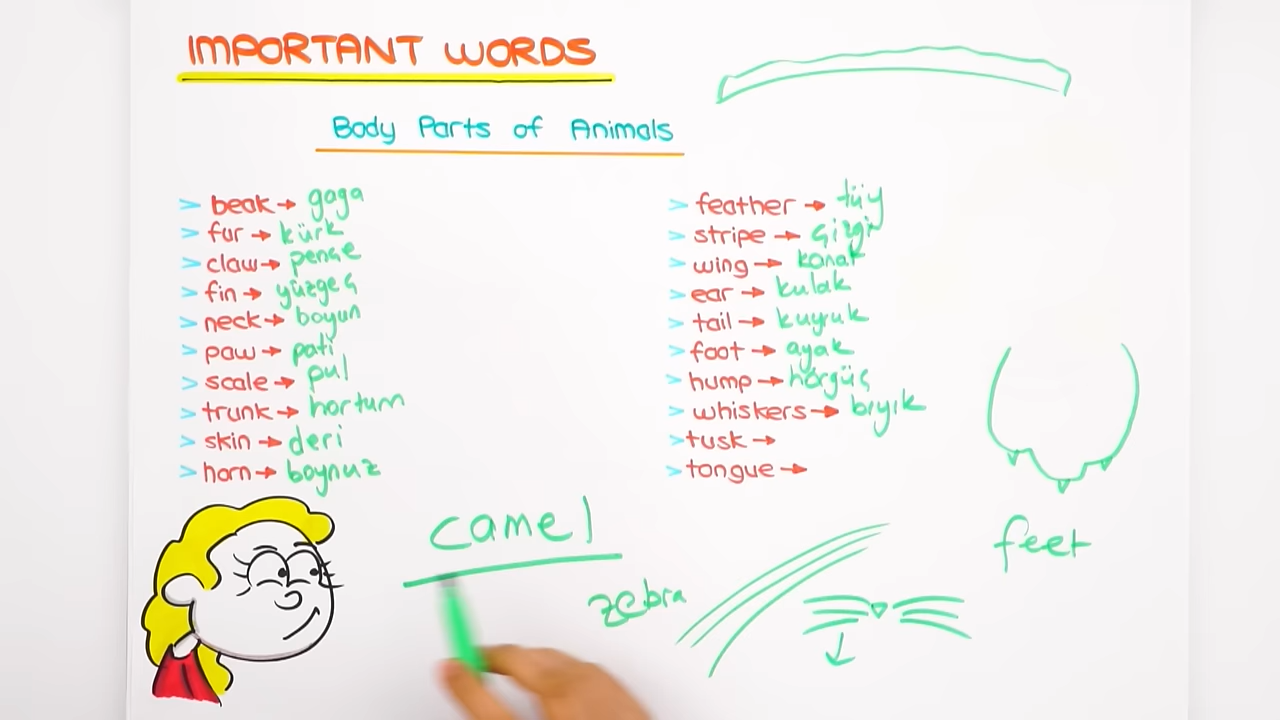 IMPORTANT WORDS
Body Parts of Animals
> beak → gaga
> fur → kürk
> claw → pençe
> fin → yüzgeç
> neck → boyun
> paw → pati
> scale → pul
> trunk → hortum
> skin → deri
> horn → boynuz
> feather → tüy
> stripe → çizgi
> wing → kanat
> ear → kulak
> tail → kuyruk
> foot → ayak
> hump → hörgüç
> whiskers → bıyık
> tusk →
> tongue →
camel
zebra
feet